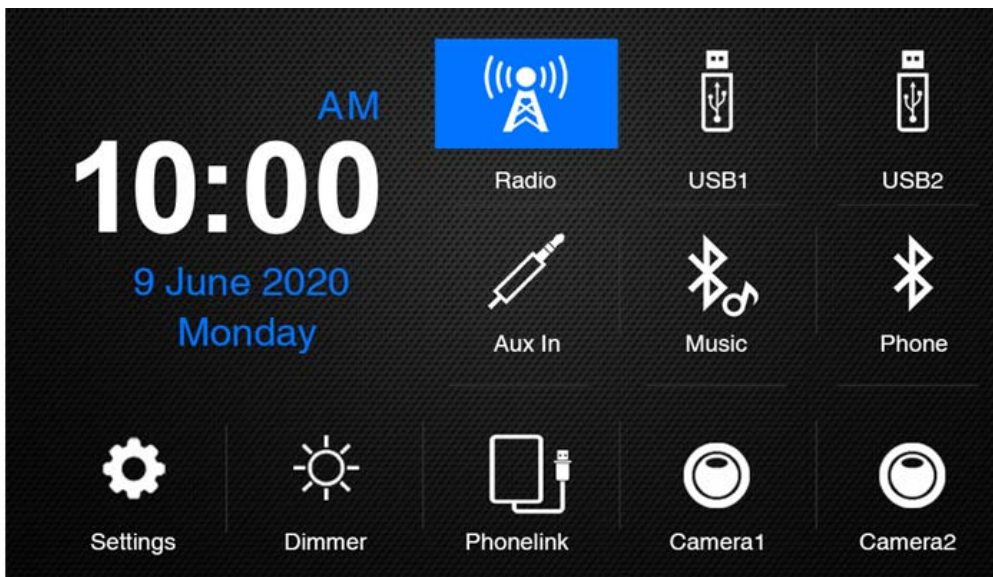 AM
10:00
9 June 2020
Monday
Radio
USB1
USB2
Aux In
Music
Phone
Settings
Dimmer
Phonelink
Camera1
Camera2